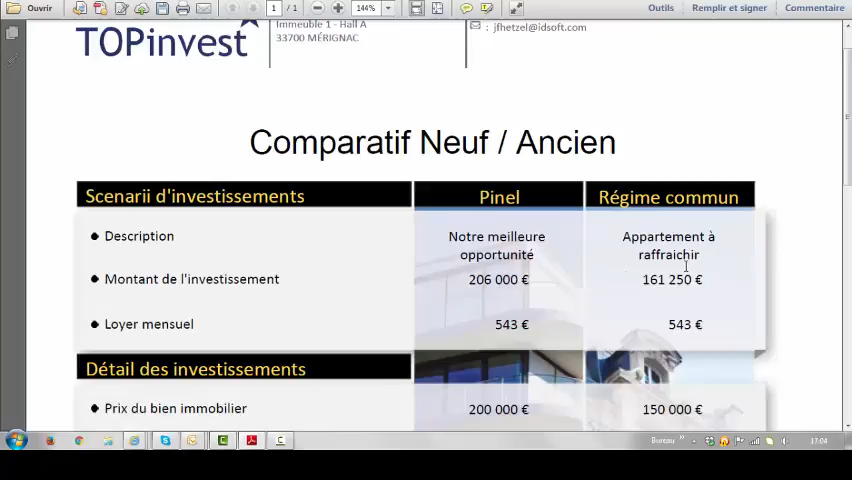 Ouvrir
1 / 1
144%
Outils
Remplir et signer
Commentaire
TOPinvest
Immeuble 1 - Hall A
33700 MÉRIGNAC
: jfhetzel@idsoft.com
Comparatif Neuf / Ancien
Scenarii d'investissements Pinel Régime commun
Description Notre meilleure opportunité Appartement à raffraichir
Montant de l'investissement 206 000 € 161 250 €
Loyer mensuel 543 € 543 €
Détail des investissements
Prix du bien immobilier 200 000 € 150 000 €
Bureau 17:04